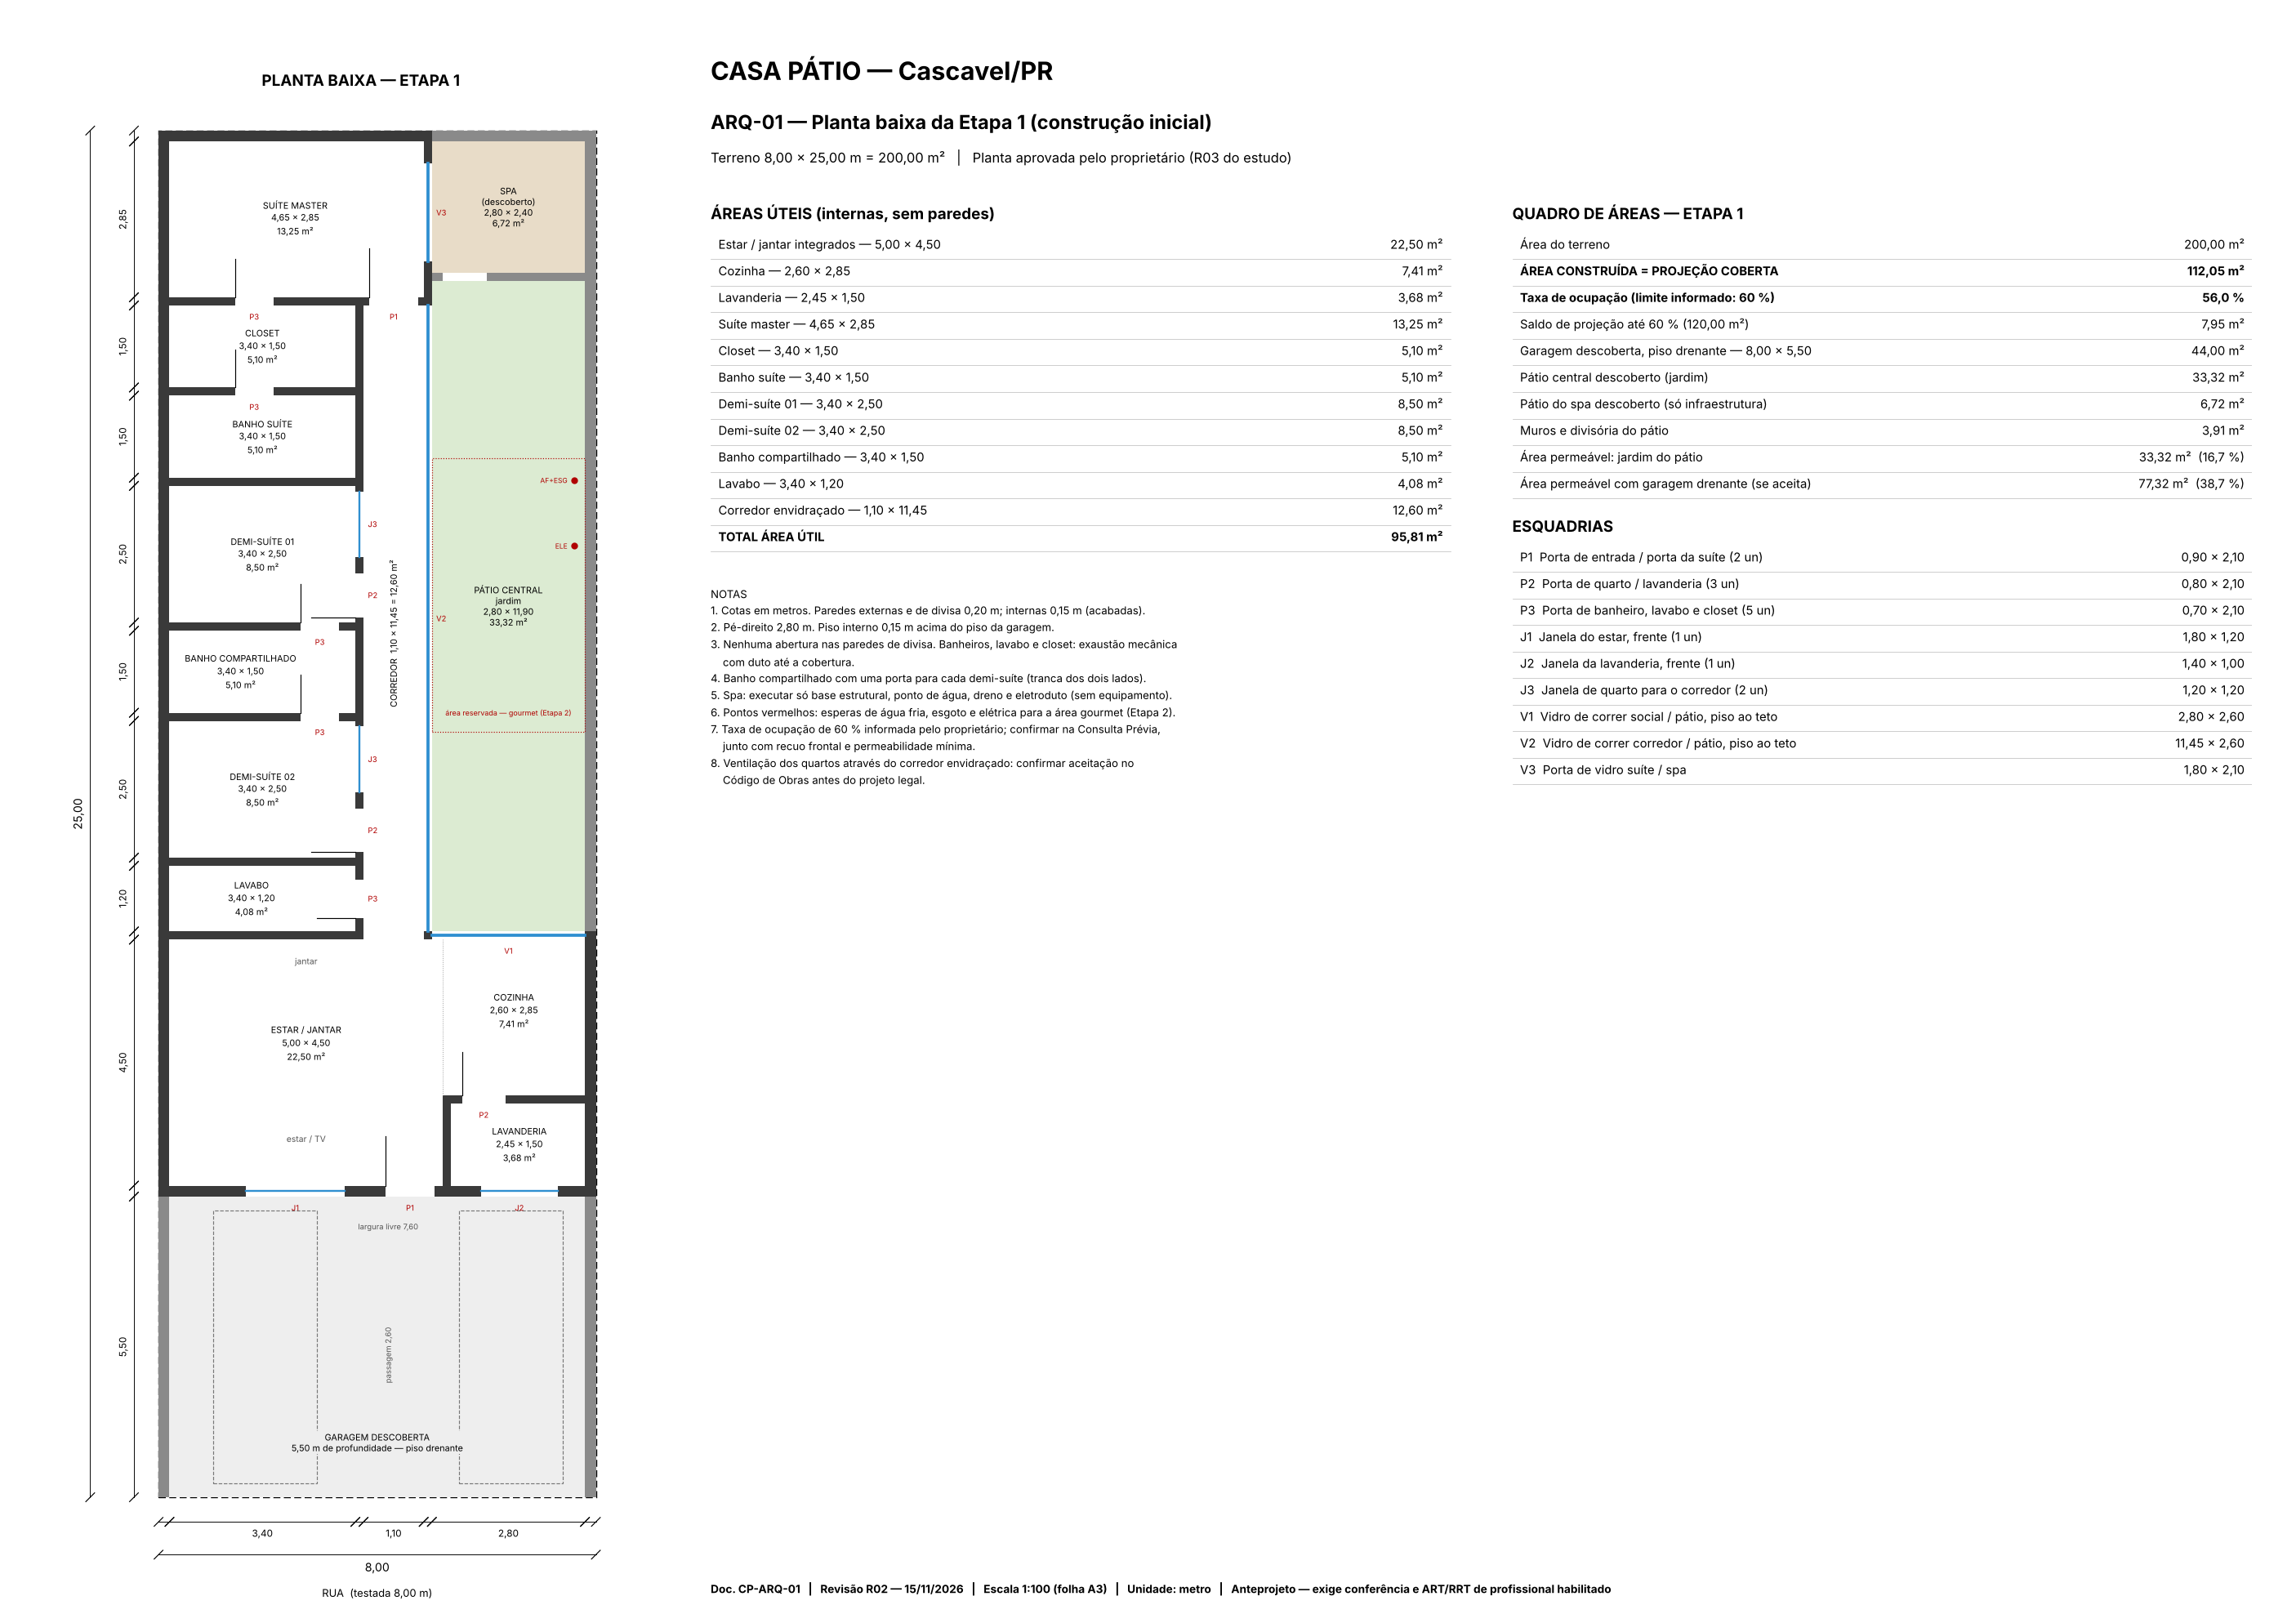 PLANTA BAIXA — ETAPA 1
25,00
2,85
1,50
1,50
2,50
1,50
2,50
1,20
4,50
5,50
SUÍTE MASTER
4,65 × 2,85
13,25 m²
V3
SPA
(descoberto)
2,80 × 2,40
6,72 m²
P3
P1
CLOSET
3,40 × 1,50
5,10 m²
P3
BANHO SUÍTE
3,40 × 1,50
5,10 m²
AF+ESG
J3
DEMI-SUÍTE 01
3,40 × 2,50
8,50 m²
ELE
P2
CORREDOR 1,10 × 11,45 = 12,60 m²
V2
PÁTIO CENTRAL
jardim
2,80 × 11,90
33,32 m²
P3
BANHO COMPARTILHADO
3,40 × 1,50
5,10 m²
área reservada — gourmet (Etapa 2)
P3
J3
DEMI-SUÍTE 02
3,40 × 2,50
8,50 m²
P2
LAVABO
3,40 × 1,20
4,08 m²
P3
V1
jantar
COZINHA
2,60 × 2,85
7,41 m²
ESTAR / JANTAR
5,00 × 4,50
22,50 m²
P2
LAVANDERIA
2,45 × 1,50
3,68 m²
estar / TV
J1
P1
J2
largura livre 7,60
passagem 2,60
GARAGEM DESCOBERTA
5,50 m de profundidade — piso drenante
3,40
1,10
2,80
8,00
RUA (testada 8,00 m)
CASA PÁTIO — Cascavel/PR
ARQ-01 — Planta baixa da Etapa 1 (construção inicial)
Terreno 8,00 × 25,00 m = 200,00 m² | Planta aprovada pelo proprietário (R03 do estudo)
ÁREAS ÚTEIS (internas, sem paredes)
Estar / jantar integrados — 5,00 × 4,50 22,50 m²
Cozinha — 2,60 × 2,85 7,41 m²
Lavanderia — 2,45 × 1,50 3,68 m²
Suíte master — 4,65 × 2,85 13,25 m²
Closet — 3,40 × 1,50 5,10 m²
Banho suíte — 3,40 × 1,50 5,10 m²
Demi-suíte 01 — 3,40 × 2,50 8,50 m²
Demi-suíte 02 — 3,40 × 2,50 8,50 m²
Banho compartilhado — 3,40 × 1,50 5,10 m²
Lavabo — 3,40 × 1,20 4,08 m²
Corredor envidraçado — 1,10 × 11,45 12,60 m²
TOTAL ÁREA ÚTIL 95,81 m²
NOTAS
1. Cotas em metros. Paredes externas e de divisa 0,20 m; internas 0,15 m (acabadas).
2. Pé-direito 2,80 m. Piso interno 0,15 m acima do piso da garagem.
3. Nenhuma abertura nas paredes de divisa. Banheiros, lavabo e closet: exaustão mecânica
com duto até a cobertura.
4. Banho compartilhado com uma porta para cada demi-suíte (tranca dos dois lados).
5. Spa: executar só base estrutural, ponto de água, dreno e eletroduto (sem equipamento).
6. Pontos vermelhos: esperas de água fria, esgoto e elétrica para a área gourmet (Etapa 2).
7. Taxa de ocupação de 60 % informada pelo proprietário; confirmar na Consulta Prévia,
junto com recuo frontal e permeabilidade mínima.
8. Ventilação dos quartos através do corredor envidraçado: confirmar aceitação no
Código de Obras antes do projeto legal.
QUADRO DE ÁREAS — ETAPA 1
Área do terreno 200,00 m²
ÁREA CONSTRUÍDA = PROJEÇÃO COBERTA 112,05 m²
Taxa de ocupação (limite informado: 60 %) 56,0 %
Saldo de projeção até 60 % (120,00 m²) 7,95 m²
Garagem descoberta, piso drenante — 8,00 × 5,50 44,00 m²
Pátio central descoberto (jardim) 33,32 m²
Pátio do spa descoberto (só infraestrutura) 6,72 m²
Muros e divisória do pátio 3,91 m²
Área permeável: jardim do pátio 33,32 m² (16,7 %)
Área permeável com garagem drenante (se aceita) 77,32 m² (38,7 %)
ESQUADRIAS
P1 Porta de entrada / porta da suíte (2 un) 0,90 × 2,10
P2 Porta de quarto / lavanderia (3 un) 0,80 × 2,10
P3 Porta de banheiro, lavabo e closet (5 un) 0,70 × 2,10
J1 Janela do estar, frente (1 un) 1,80 × 1,20
J2 Janela da lavanderia, frente (1 un) 1,40 × 1,00
J3 Janela de quarto para o corredor (2 un) 1,20 × 1,20
V1 Vidro de correr social / pátio, piso ao teto 2,80 × 2,60
V2 Vidro de correr corredor / pátio, piso ao teto 11,45 × 2,60
V3 Porta de vidro suíte / spa 1,80 × 2,10
Doc. CP-ARQ-01 | Revisão R02 — 15/11/2026 | Escala 1:100 (folha A3) | Unidade: metro | Anteprojeto — exige conferência e ART/RRT de profissional habilitado